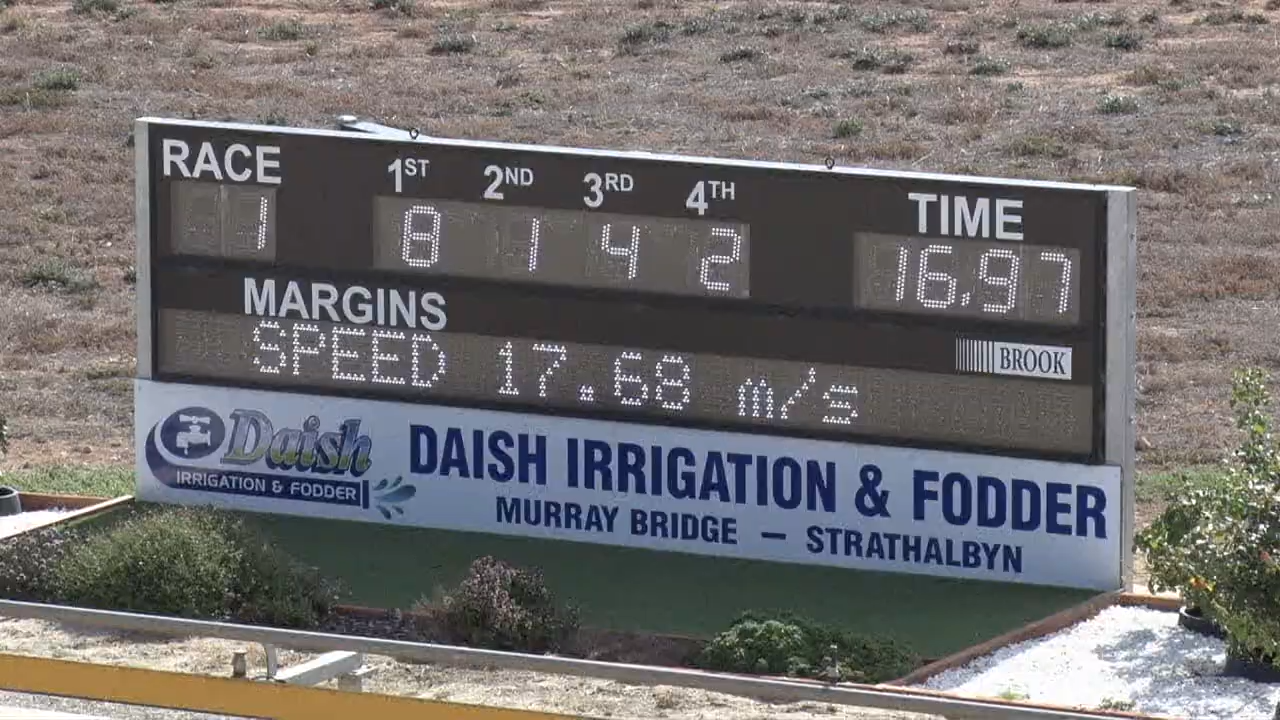 RACE 1ST 2ND 3RD 4TH TIME
1 8 1 4 2 16.97
MARGINS
SPEED 17.68 m/s
BROOK
Daish
IRRIGATION & FODDER
DAISH IRRIGATION & FODDER
MURRAY BRIDGE — STRATHALBYN